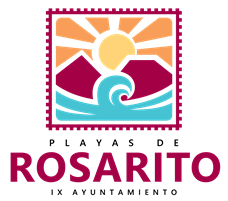 PLAYAS DE
ROSARITO
IX AYUNTAMIENTO